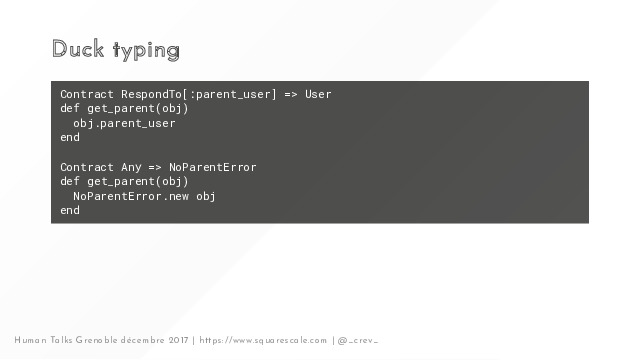 Duck typing
Contract RespondTo[:parent_user] => User
def get_parent(obj)
  obj.parent_user
end
Contract Any => NoParentError
def get_parent(obj)
  NoParentError.new obj
end
Human Talks Grenoble décembre 2017 | https://www.squarescale.com | @_crev_